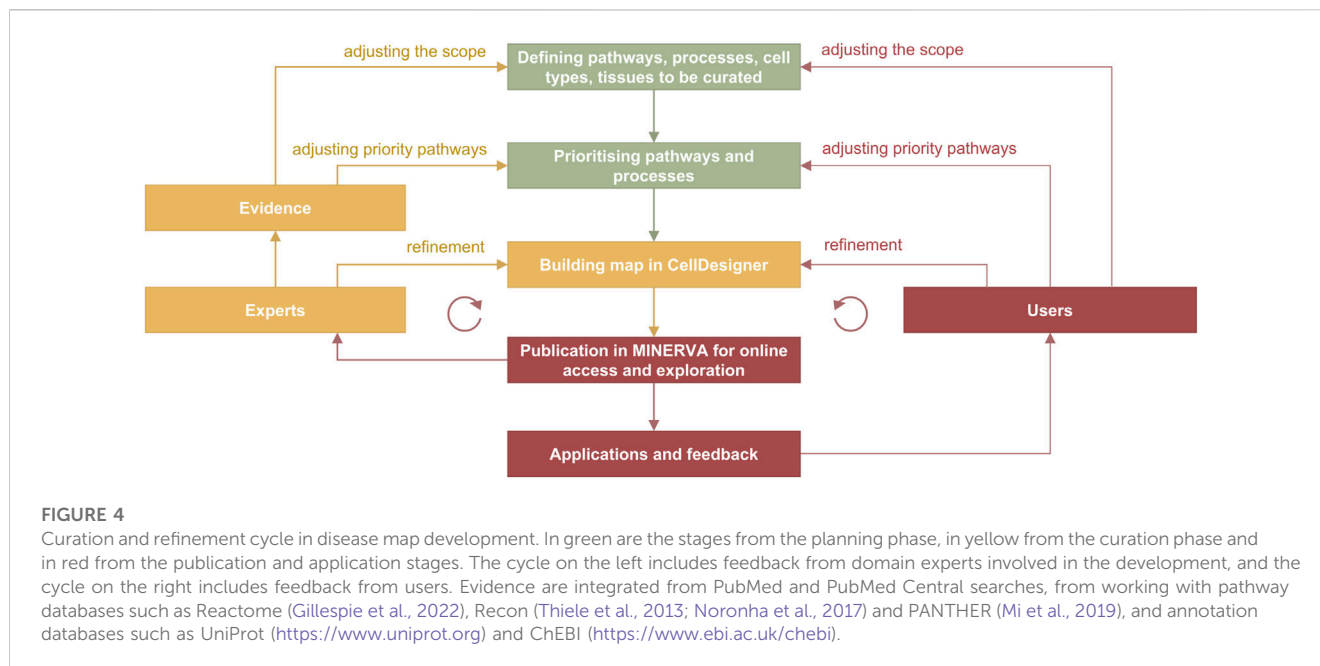 adjusting the scope
Defining pathways, processes, cell
types, tissues to be curated
adjusting the scope
adjusting priority pathways
Prioritising pathways and
processes
adjusting priority pathways
Evidence
refinement
Building map in CellDesigner
refinement
Experts
Users
Publication in MINERVA for online
access and exploration
Applications and feedback
FIGURE 4
Curation and refinement cycle in disease map development. In green are the stages from the planning phase, in yellow from the curation phase and
in red from the publication and application stages. The cycle on the left includes feedback from domain experts involved in the development, and the
cycle on the right includes feedback from users. Evidence are integrated from PubMed and PubMed Central searches, from working with pathway
databases such as Reactome (Gillespie et al., 2022), Recon (Thiele et al., 2013; Noronha et al., 2017) and PANTHER (Mi et al., 2019), and annotation
databases such as UniProt (https://www.uniprot.org) and ChEBI (https://www.ebi.ac.uk/chebi).